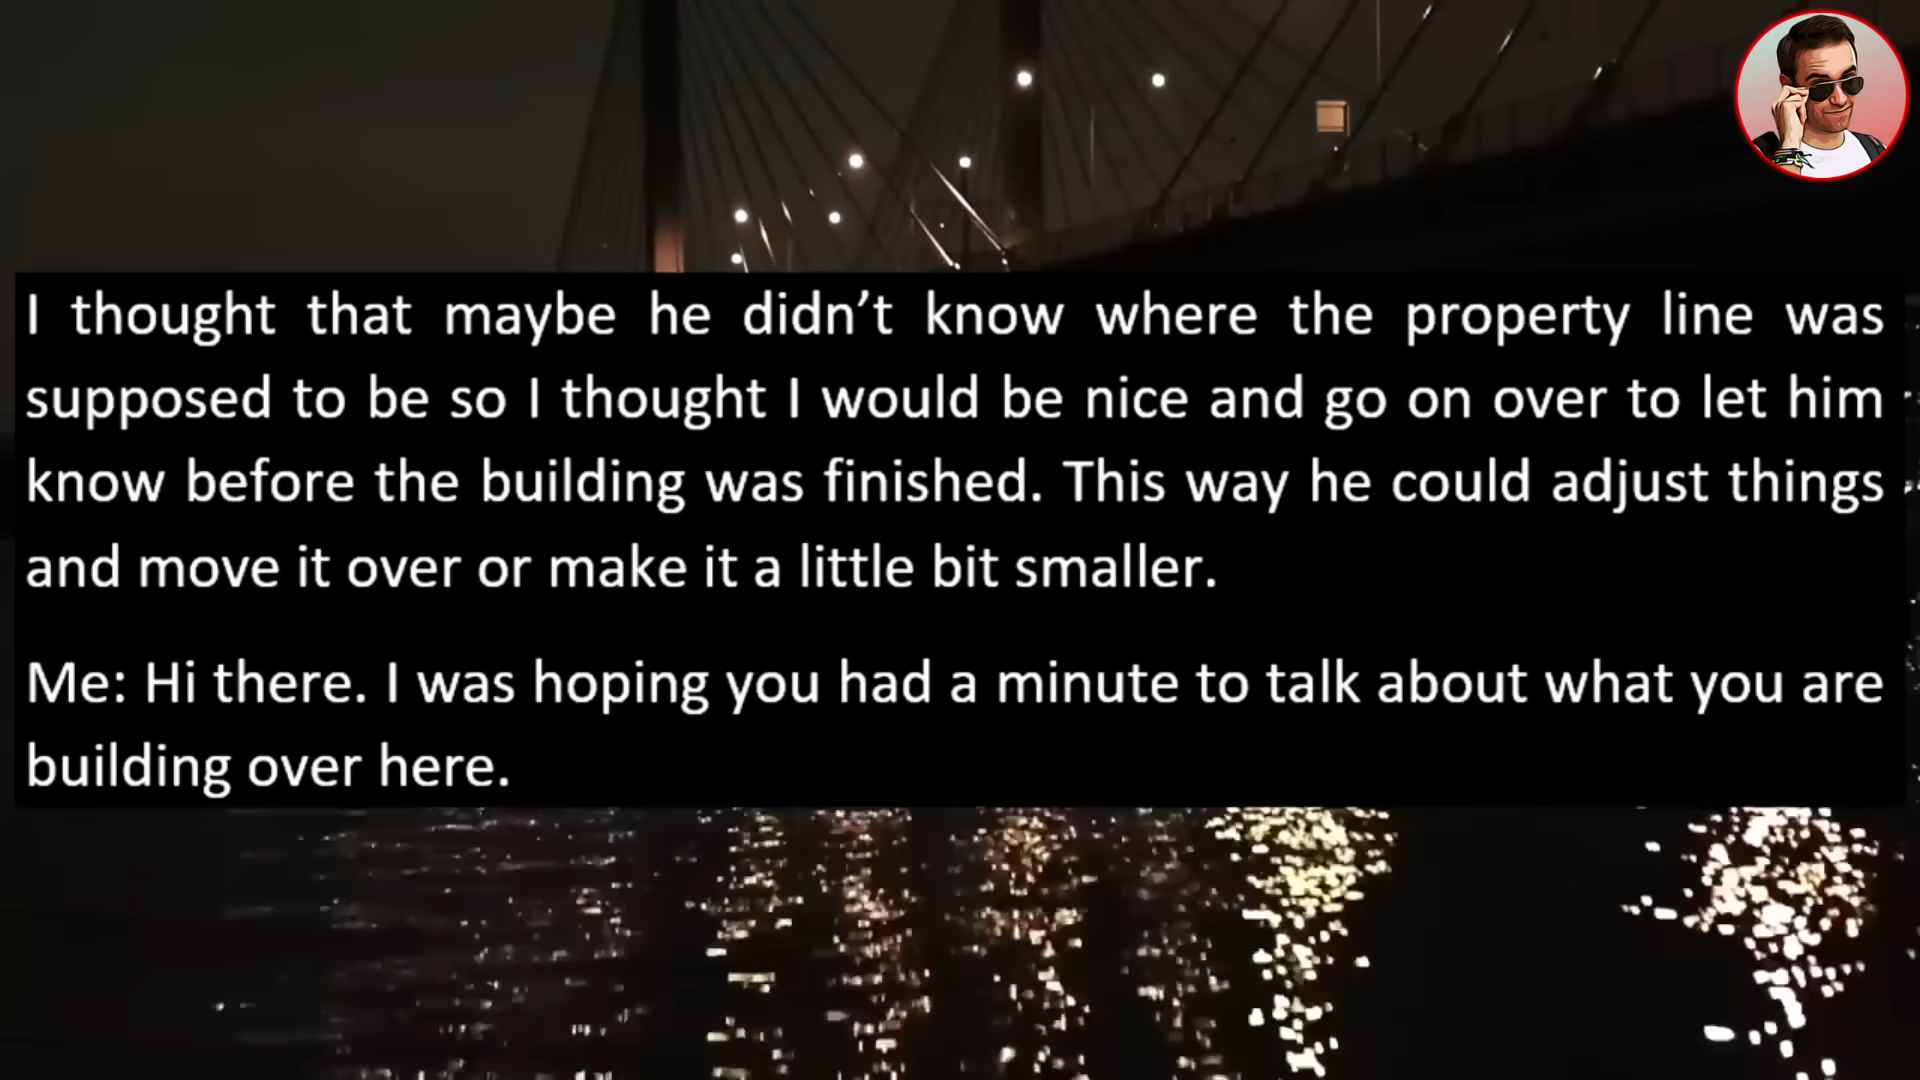 I thought that maybe he didn’t know where the property line was
supposed to be so I thought I would be nice and go on over to let him
know before the building was finished. This way he could adjust things
and move it over or make it a little bit smaller.
Me: Hi there. I was hoping you had a minute to talk about what you are
building over here.